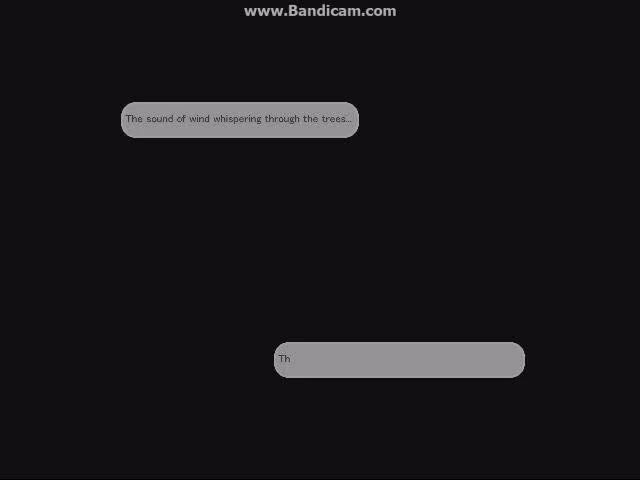 www.Bandicam.com
The sound of wind whispering through the trees...
Th